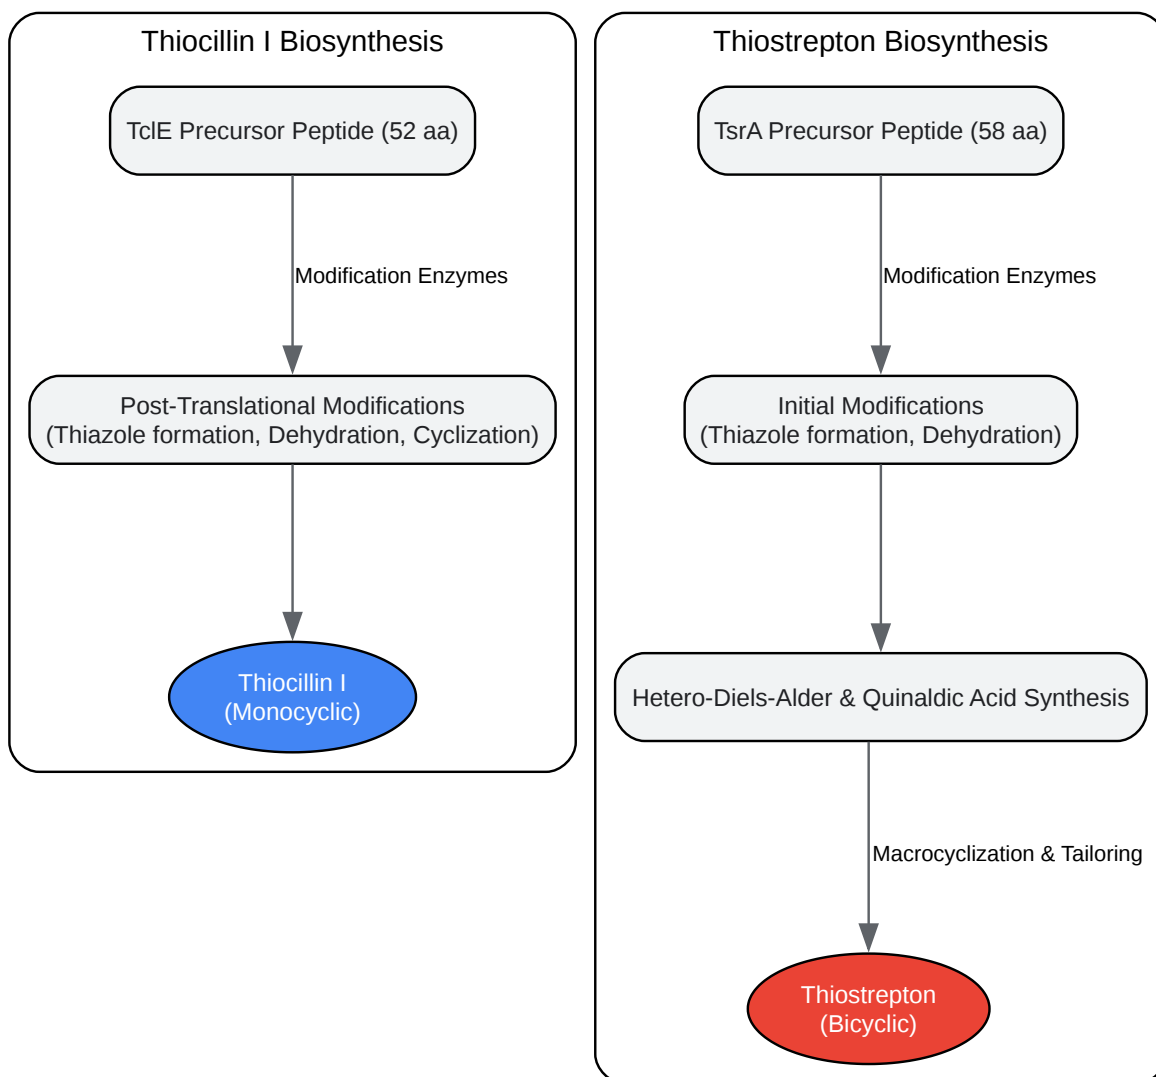 Thiocillin I Biosynthesis
TclE Precursor Peptide (52 aa)
Modification Enzymes
Post-Translational Modifications
(Thiazole formation, Dehydration, Cyclization)
Thiocillin I
(Monocyclic)
Thiostrepton Biosynthesis
TsrA Precursor Peptide (58 aa)
Modification Enzymes
Initial Modifications
(Thiazole formation, Dehydration)
Hetero-Diels-Alder & Quinaldic Acid Synthesis
Macrocyclization & Tailoring
Thiostrepton
(Bicyclic)